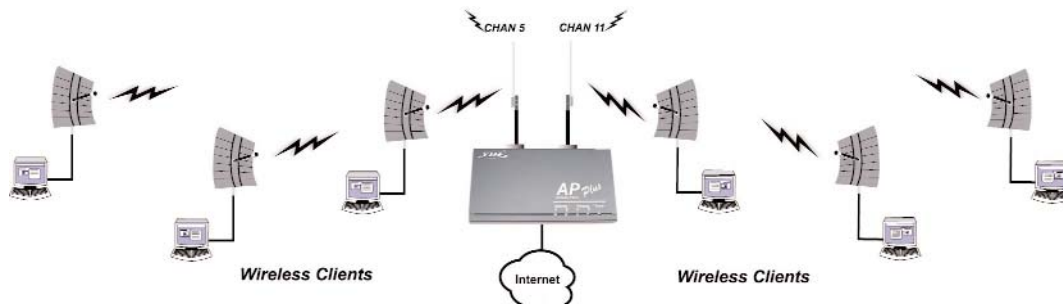 CHAN 5
CHAN 11
AP Plus
Wireless Clients
Internet
Wireless Clients